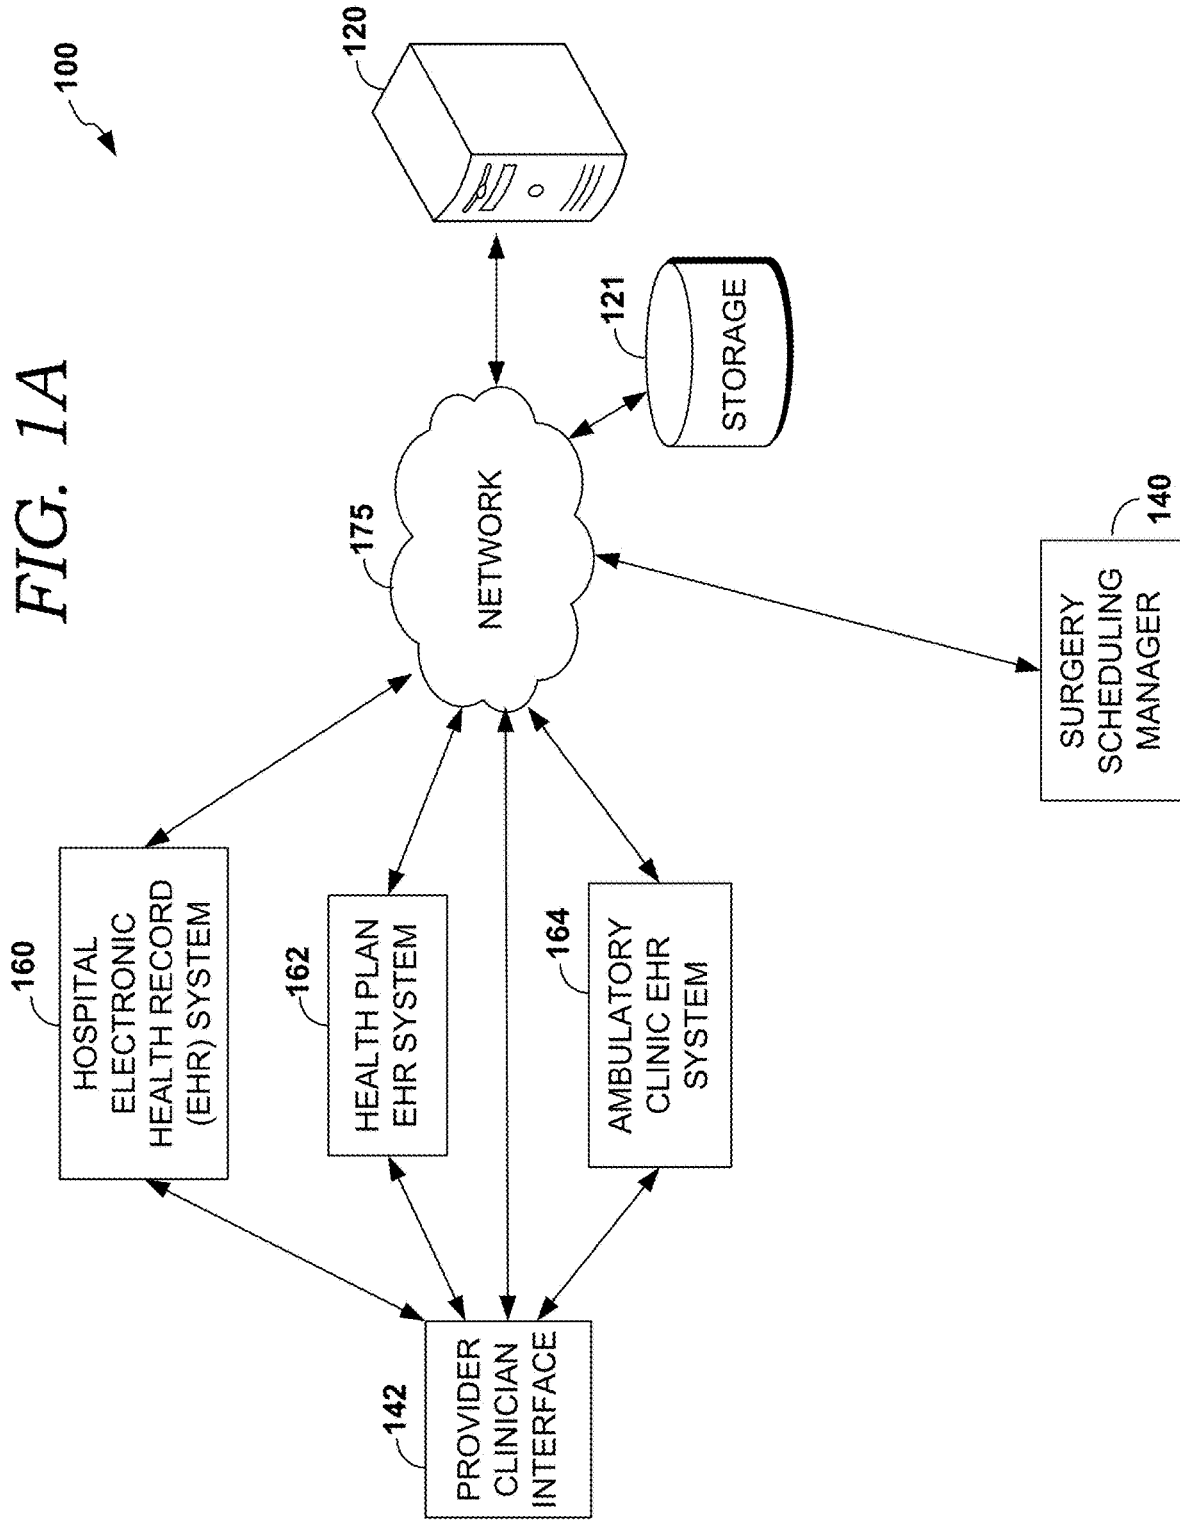 FIG. 1A
100
160
HOSPITAL
ELECTRONIC
HEALTH RECORD
(EHR) SYSTEM
142
PROVIDER
CLINICIAN
INTERFACE
162
HEALTH PLAN
EHR SYSTEM
164
AMBULATORY
CLINIC EHR
SYSTEM
175
NETWORK
120
121
STORAGE
140
SURGERY
SCHEDULING
MANAGER